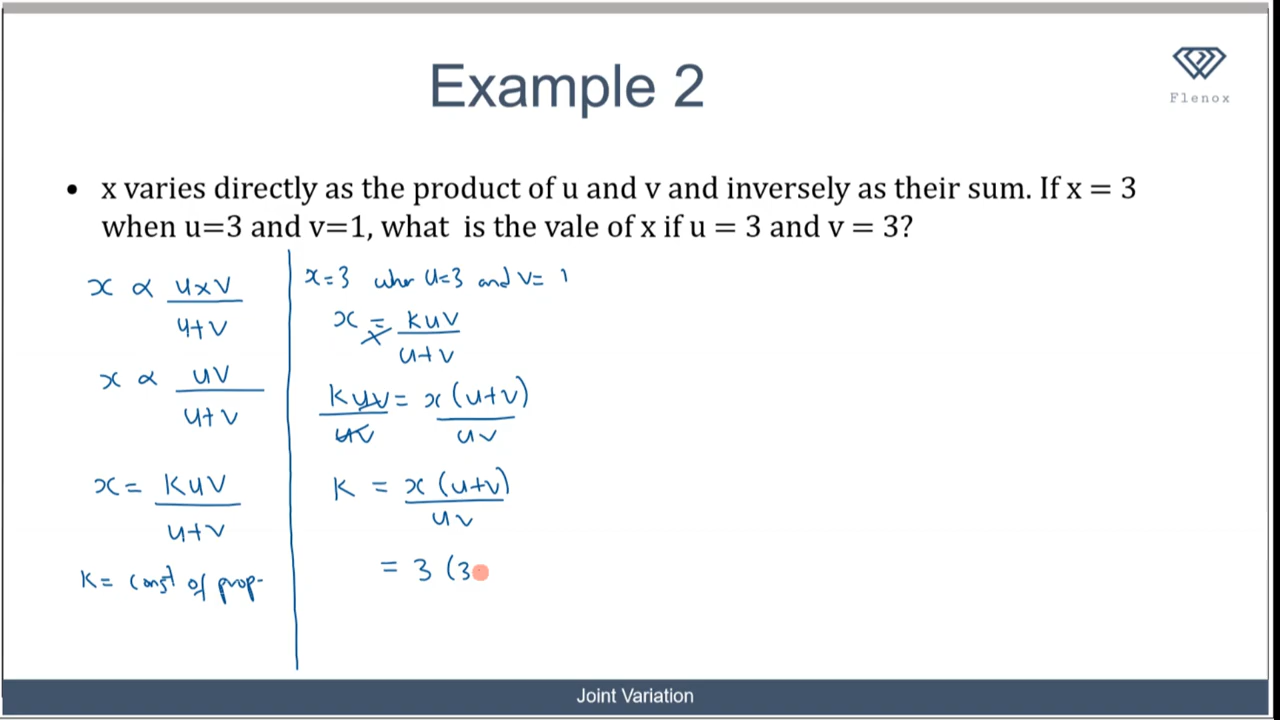 Example 2
Flenox
• x varies directly as the product of u and v and inversely as their sum. If x = 3
when u=3 and v=1, what is the vale of x if u = 3 and v = 3?
x ∝ u×v
u+v
x ∝ uv
u+v
x = kuv
u+v
k = const of prop-
x=3 when u=3 and v= 1
x = kuv
u+v
kuv = x(u+v)
uv uv
k = x(u+v)
uv
= 3 (3
Joint Variation